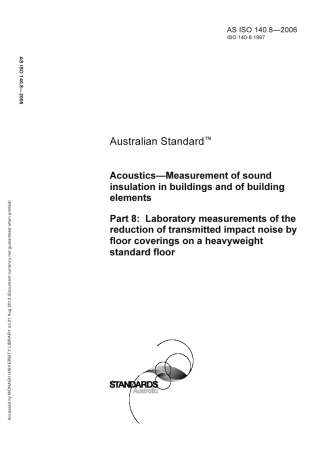 AS ISO 140.8—2006
ISO 140-8:1997
AS ISO 140.8—2006
Australian Standard™
Acoustics—Measurement of sound
insulation in buildings and of building
elements
Part 8: Laboratory measurements of the
reduction of transmitted impact noise by
floor coverings on a heavyweight
standard floor
Accessed by MONASH UNIVERSITY LIBRARY on 21 Aug 2013 (Document currency not guaranteed when printed)
STANDARDS
Australia